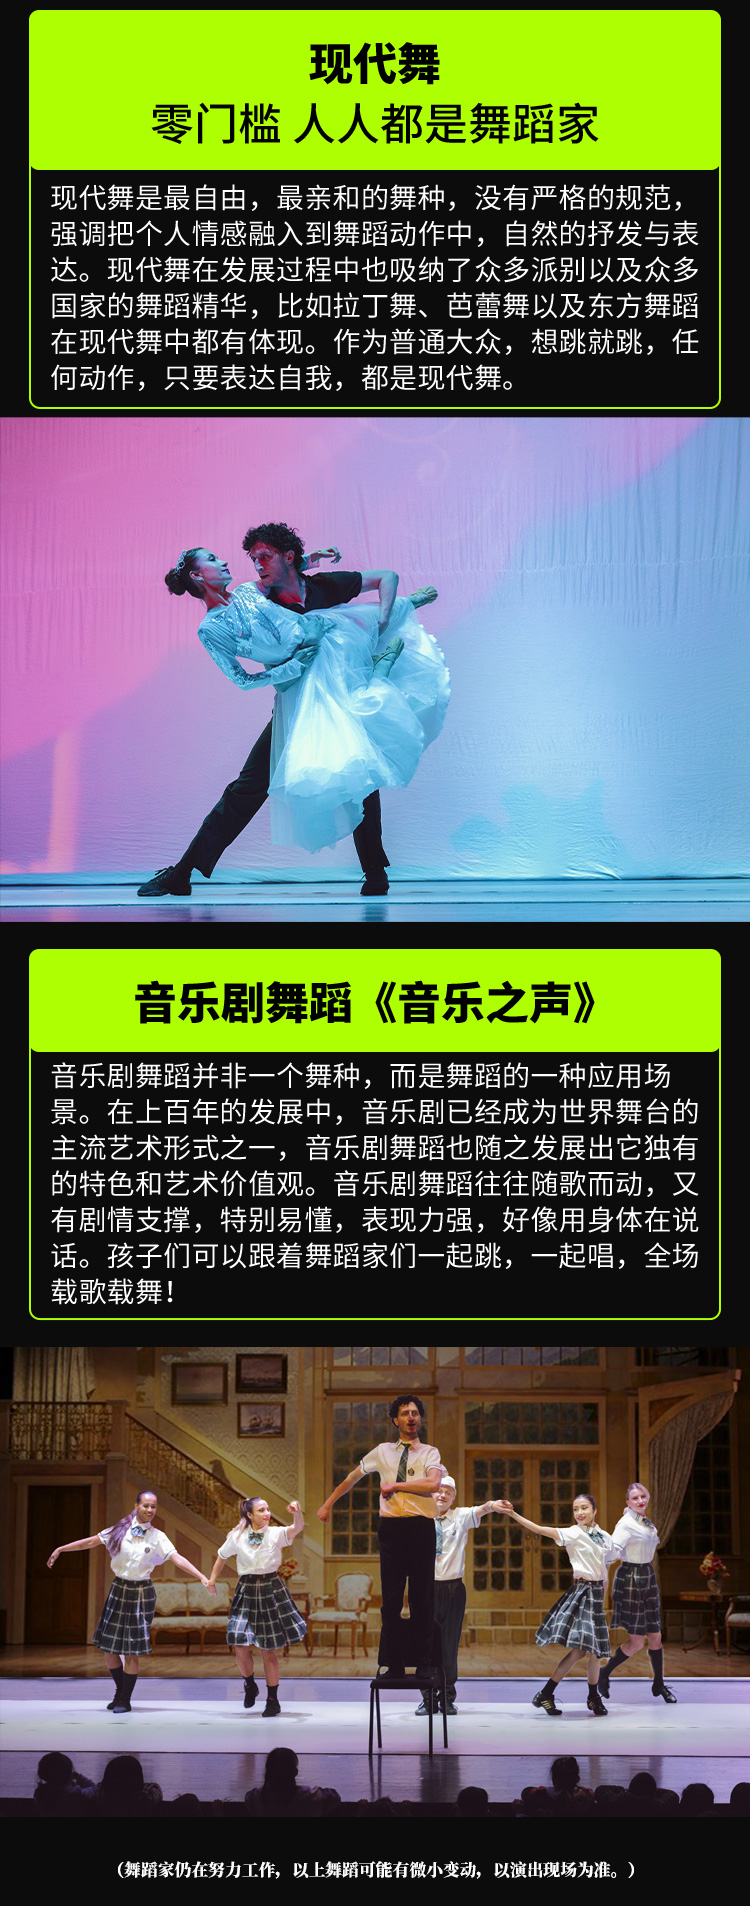 现代舞
零门槛 人人都是舞蹈家
现代舞是最自由，最亲和的舞种，没有严格的规范，
强调把个人情感融入到舞蹈动作中，自然的抒发与表
达。现代舞在发展过程中也吸纳了众多派别以及众多
国家的舞蹈精华，比如拉丁舞、芭蕾舞以及东方舞蹈
在现代舞中都有体现。作为普通大众，想跳就跳，任
何动作，只要表达自我，都是现代舞。
音乐剧舞蹈《音乐之声》
音乐剧舞蹈并非一个舞种，而是舞蹈的一种应用场
景。在上百年的发展中，音乐剧已经成为世界舞台的
主流艺术形式之一，音乐剧舞蹈也随之发展出它独有
的特色和艺术价值观。音乐剧舞蹈往往随歌而动，又
有剧情支撑，特别易懂，表现力强，好像用身体在说
话。孩子们可以跟着舞蹈家们一起跳，一起唱，全场
载歌载舞！
（舞蹈家仍在努力工作，以上舞蹈可能有微小变动，以演出现场为准。）